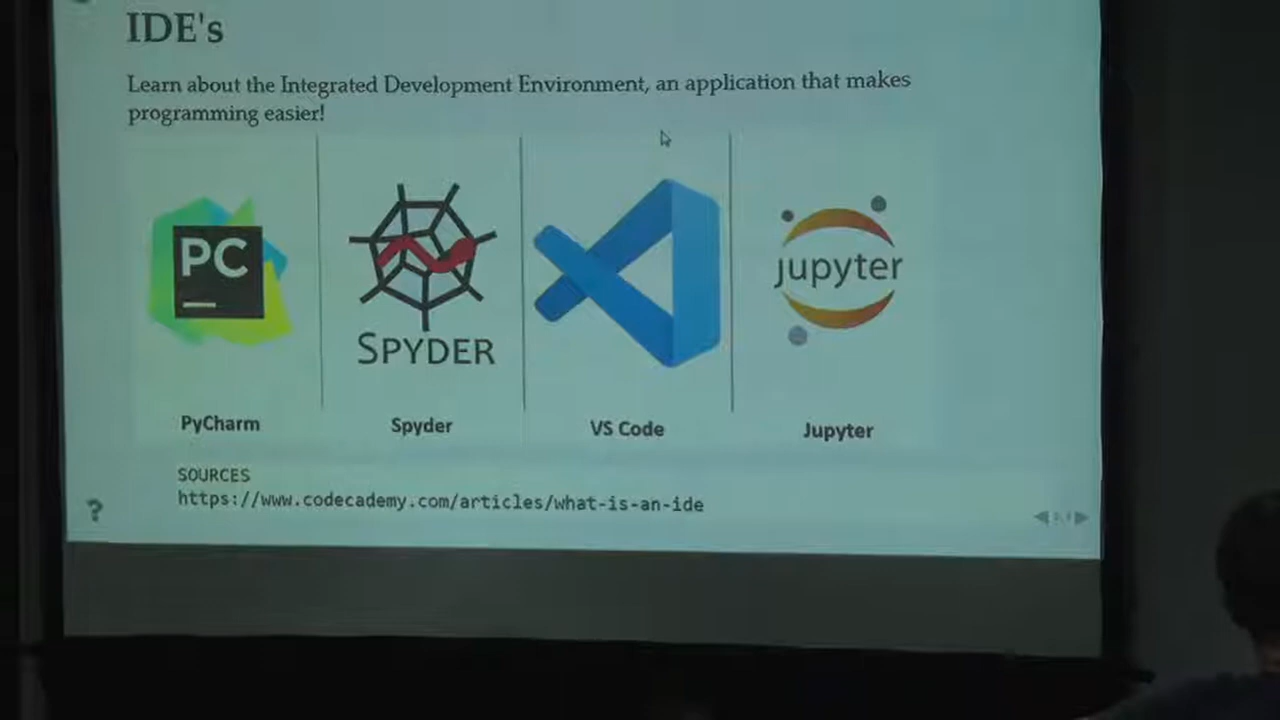 IDE's
Learn about the Integrated Development Environment, an application that makes
programming easier!
PC
SPYDER
jupyter
PyCharm
Spyder
VS Code
Jupyter
SOURCES
https://www.codecademy.com/articles/what-is-an-ide
?